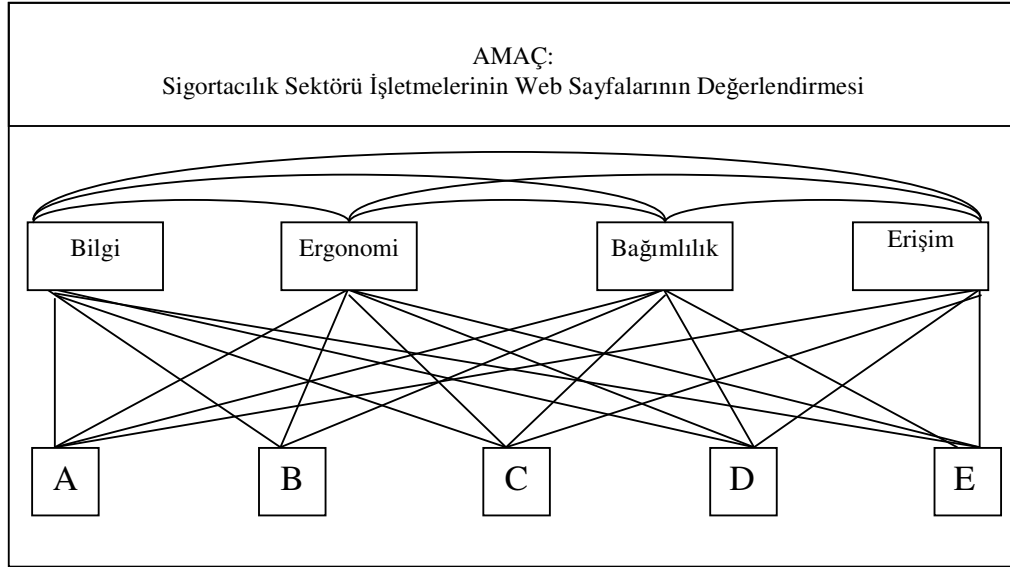 AMAÇ:
Sigortacılık Sektörü İşletmelerinin Web Sayfalarının Değerlendirmesi
Bilgi
Ergonomi
Bağımlılık
Erişim
A
B
C
D
E